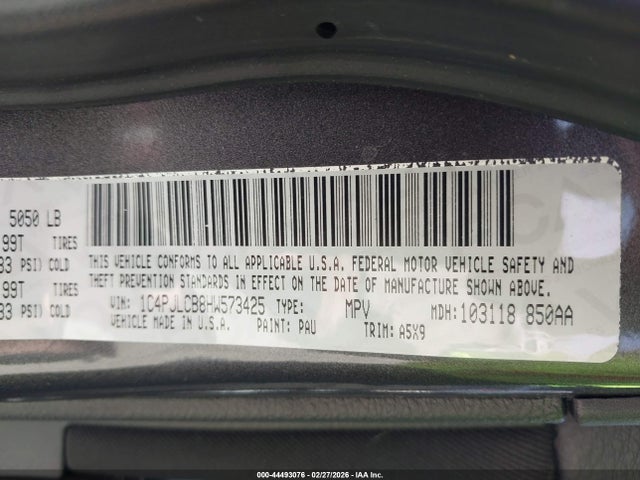 5050 LB
99T TIRES
33 PSI) COLD
99T TIRES
33 PSI) COLD
THIS VEHICLE CONFORMS TO ALL APPLICABLE U.S.A. FEDERAL MOTOR VEHICLE SAFETY AND
THEFT PREVENTION STANDARDS IN EFFECT ON THE DATE OF MANUFACTURE SHOWN ABOVE.
VIN: 1C4PJLCB8HW573425 TYPE: MPV MDH: 103118 850AA
VEHICLE MADE IN U.S.A. PAINT: PAU TRIM: A5X9
000-44493076 - 02/27/2026 - IAA Inc.